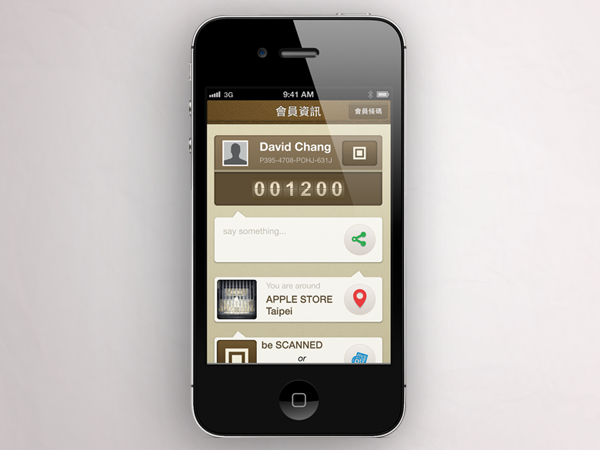 3G 9:41 AM
會員資訊 會員條碼
David Chang
P395-4708-POHJ-631J
001200
say something...
You are around
APPLE STORE
Taipei
be SCANNED
or